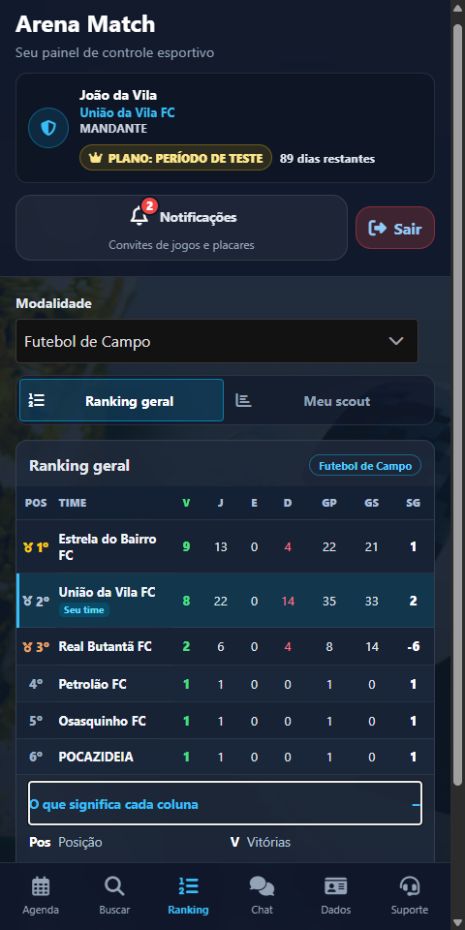 Arena Match
Seu painel de controle esportivo
João da Vila
União da Vila FC
MANDANTE
PLANO: PERÍODO DE TESTE 89 dias restantes
2
Notificações
Convites de jogos e placares
Sair
Modalidade
Futebol de Campo
Ranking geral Meu scout
Ranking geral Futebol de Campo
POS TIME V J E D GP GS SG
1º Estrela do Bairro FC 9 13 0 4 22 21 1
2º União da Vila FC 8 22 0 14 35 33 2
Seu time
3º Real Butantã FC 2 6 0 4 8 14 -6
4º Petrolão FC 1 1 0 0 1 0 1
5º Osasquinho FC 1 1 0 0 1 0 1
6º POCAZIDEIA 1 1 0 0 1 0 1
O que significa cada coluna –
Pos Posição V Vitórias
Agenda Buscar Ranking Chat Dados Suporte